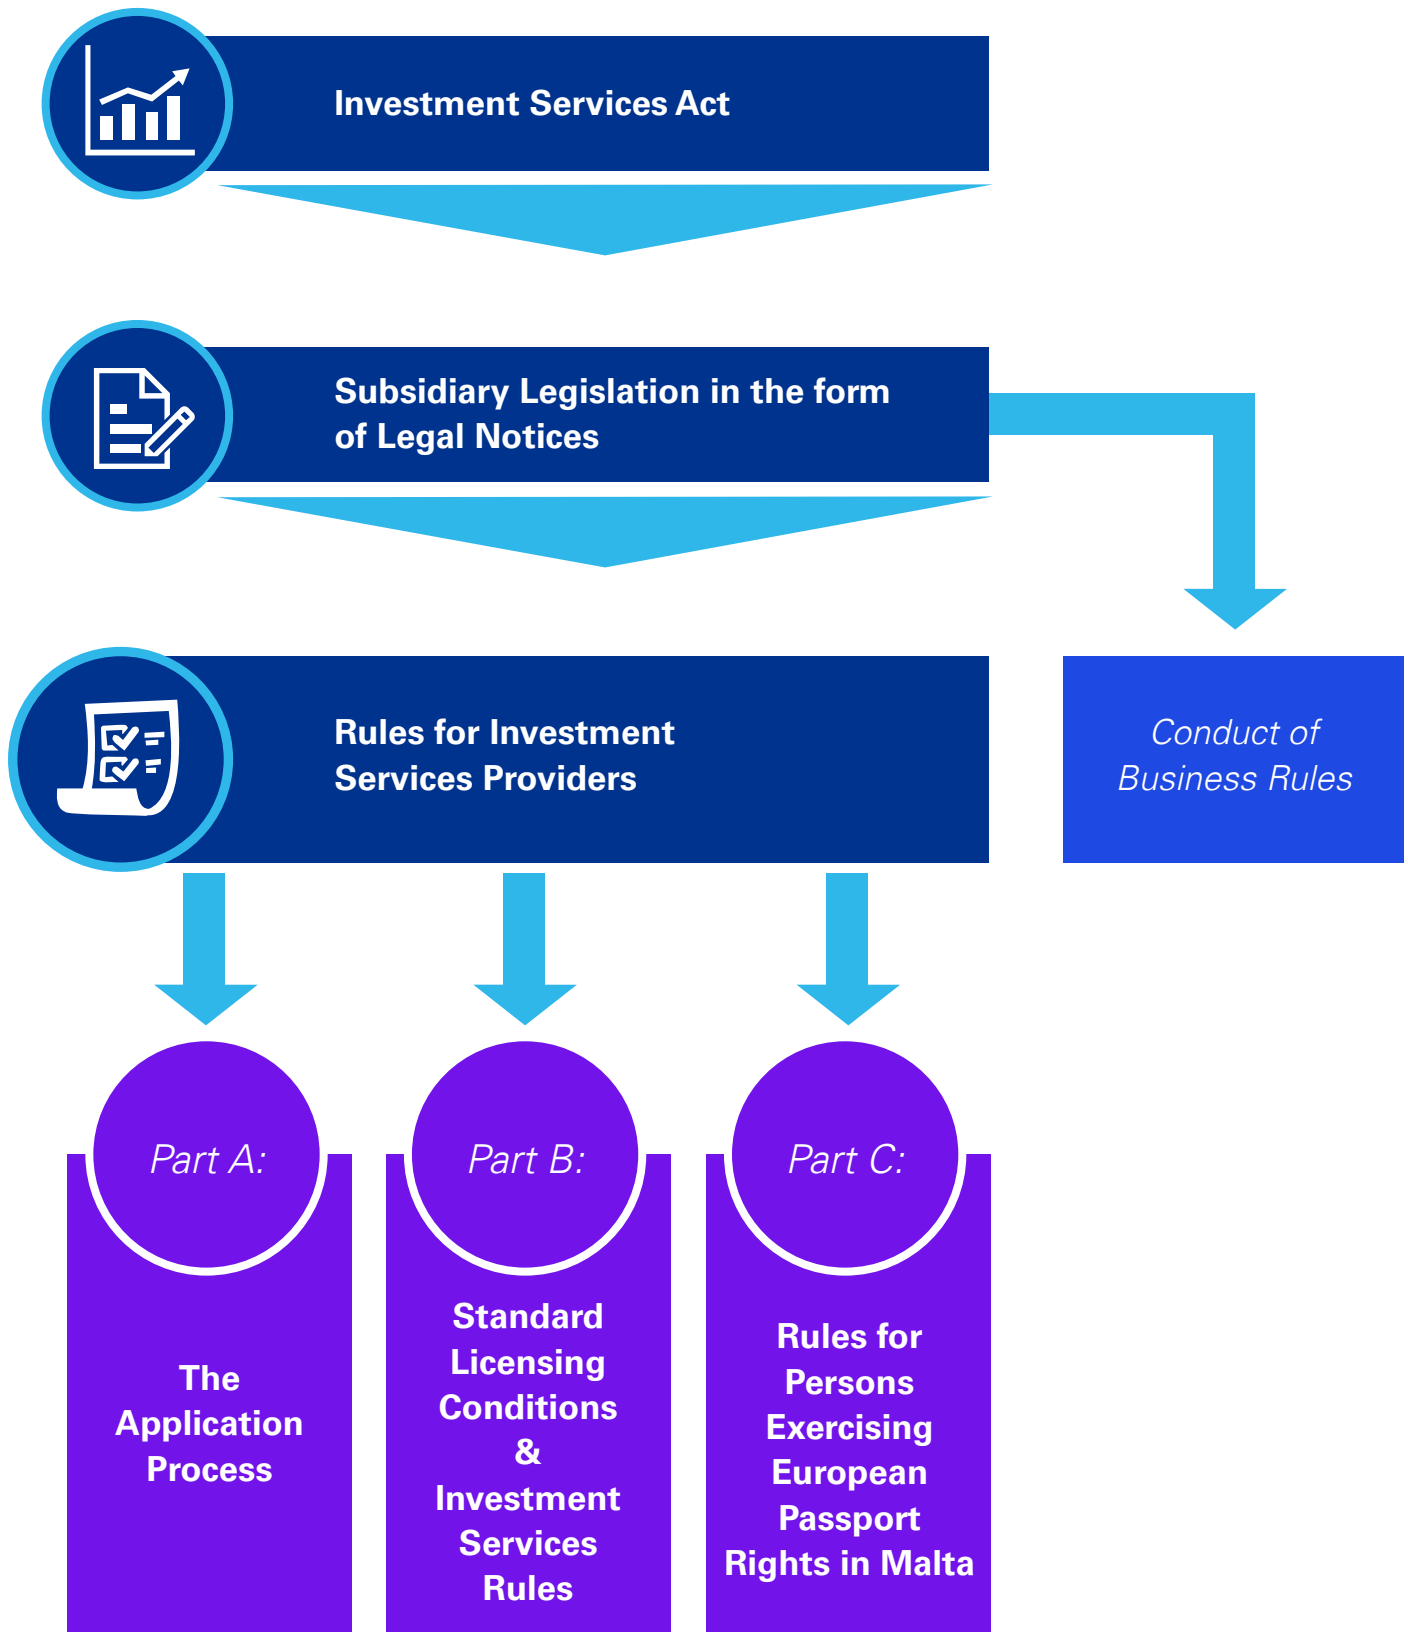 Investment Services Act
Subsidiary Legislation in the form
of Legal Notices
Rules for Investment
Services Providers
Conduct of
Business Rules
Part A:
The
Application
Process
Part B:
Standard
Licensing
Conditions
&
Investment
Services
Rules
Part C:
Rules for
Persons
Exercising
European
Passport
Rights in Malta